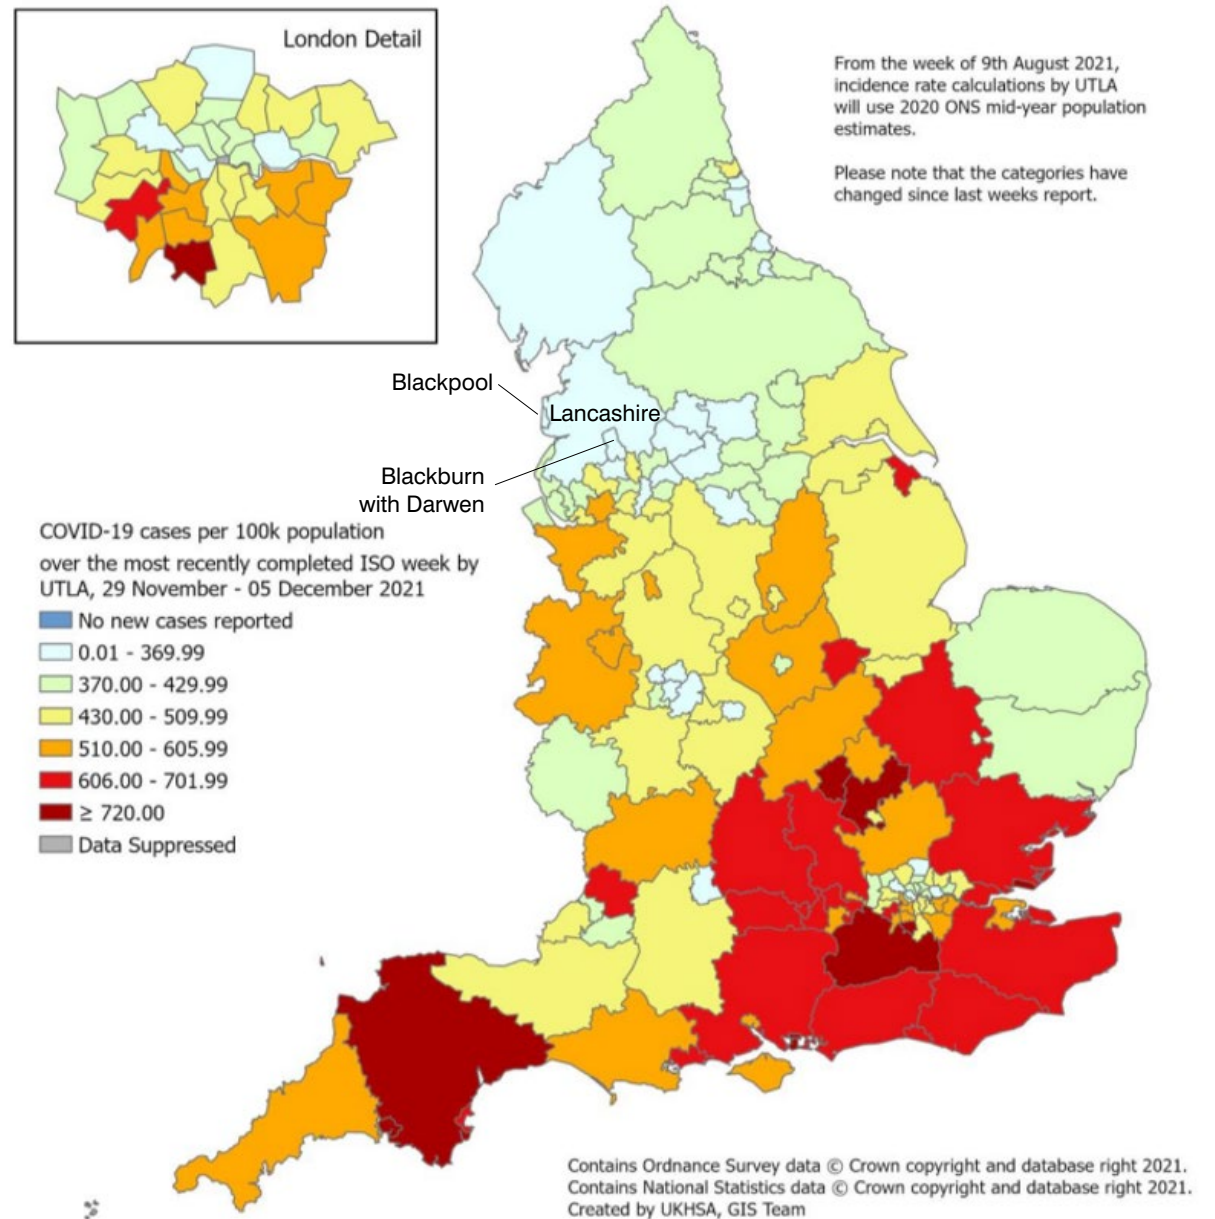 London Detail
From the week of 9th August 2021,
incidence rate calculations by UTLA
will use 2020 ONS mid-year population
estimates.
Please note that the categories have
changed since last weeks report.
Blackpool
Lancashire
Blackburn
with Darwen
COVID-19 cases per 100k population
over the most recently completed ISO week by
UTLA, 29 November - 05 December 2021
No new cases reported
0.01 - 369.99
370.00 - 429.99
430.00 - 509.99
510.00 - 605.99
606.00 - 701.99
≥ 720.00
Data Suppressed
Contains Ordnance Survey data © Crown copyright and database right 2021.
Contains National Statistics data © Crown copyright and database right 2021.
Created by UKHSA, GIS Team